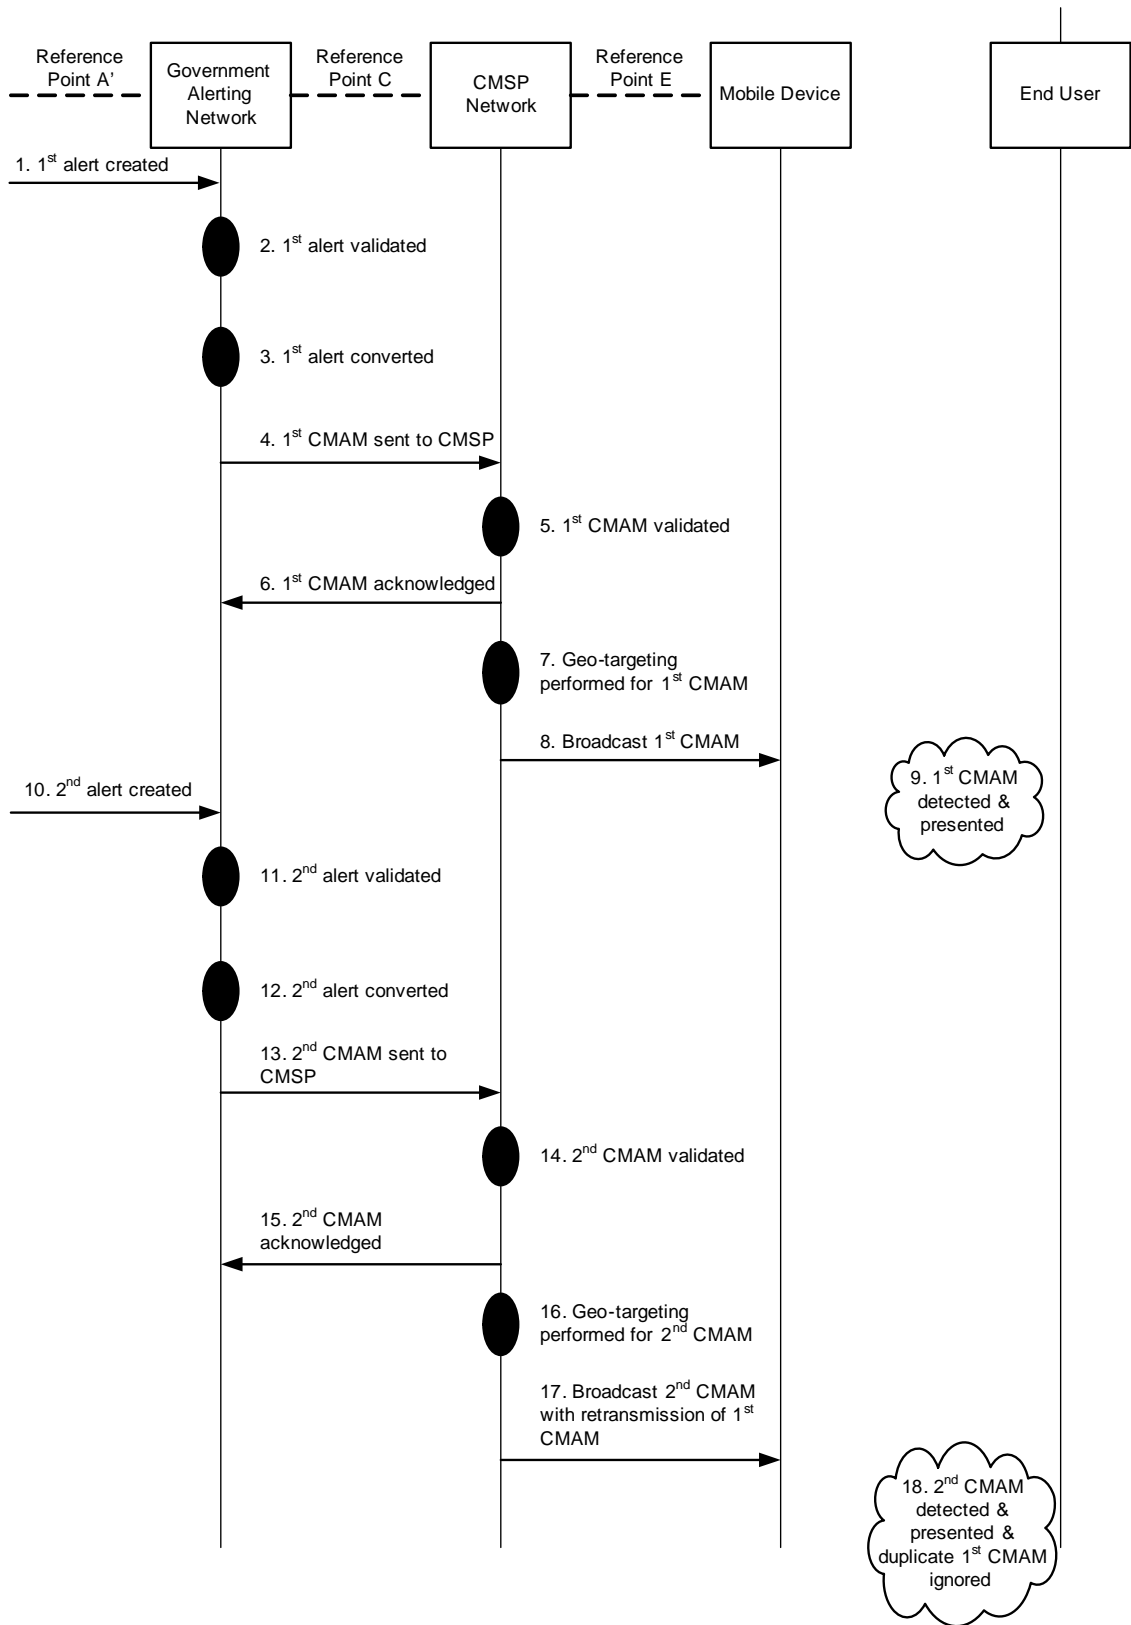 Reference
Point A'
Government
Alerting
Network
Reference
Point C
CMSP
Network
Reference
Point E
Mobile Device
End User
1. 1st alert created
2. 1st alert validated
3. 1st alert converted
4. 1st CMAM sent to CMSP
5. 1st CMAM validated
6. 1st CMAM acknowledged
7. Geo-targeting
performed for 1st CMAM
8. Broadcast 1st CMAM
9. 1st CMAM
detected &
presented
10. 2nd alert created
11. 2nd alert validated
12. 2nd alert converted
13. 2nd CMAM sent to
CMSP
14. 2nd CMAM validated
15. 2nd CMAM
acknowledged
16. Geo-targeting
performed for 2nd CMAM
17. Broadcast 2nd CMAM
with retransmission of 1st
CMAM
18. 2nd CMAM
detected &
presented &
duplicate 1st CMAM
ignored